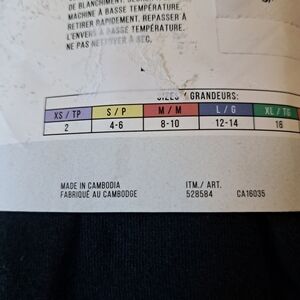 DE BLANCHIMENT. DESSÉCHER À
MACHINE À BASSE TEMPÉRATURE.
RETIRER RAPIDEMENT. REPASSER À
L'ENVERS À BASSE TEMPÉRATURE.
NE PAS NETTOYER À SEC.
SIZES / GRANDEURS:
XS / TP S / P M / M L / G XL / TG
2 4-6 8-10 12-14 16
MADE IN CAMBODIA ITM./ ART.
FABRIQUÉ AU CAMBODGE 528584 CA16035